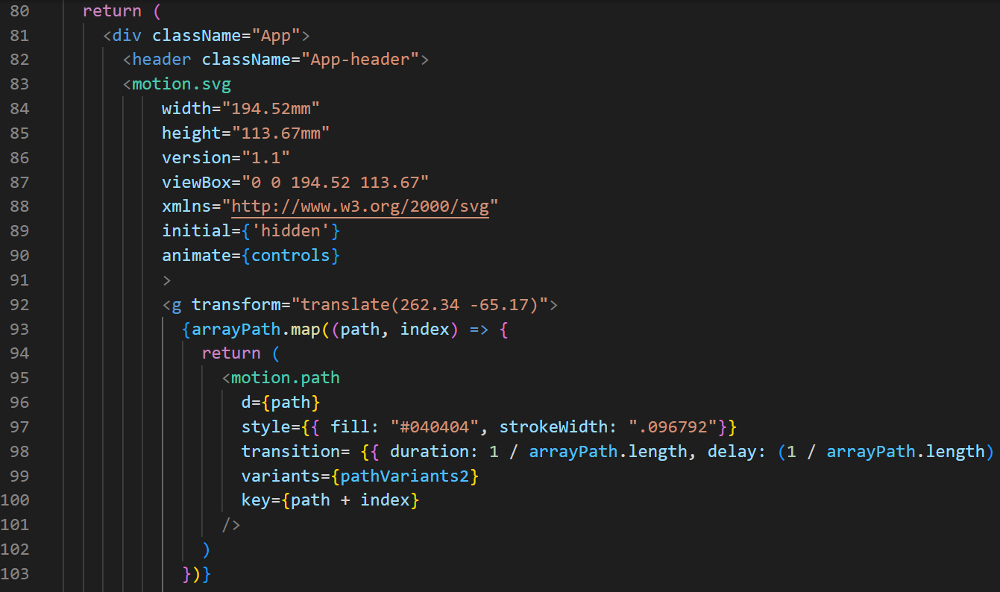 80 return (
81 <div className="App">
82 <header className="App-header">
83 <motion.svg
84 width="194.52mm"
85 height="113.67mm"
86 version="1.1"
87 viewBox="0 0 194.52 113.67"
88 xmlns="http://www.w3.org/2000/svg"
89 initial={'hidden'}
90 animate={controls}
91 >
92 <g transform="translate(262.34 -65.17)">
93 {arrayPath.map((path, index) => {
94 return (
95 <motion.path
96 d={path}
97 style={{ fill: "#040404", strokeWidth: ".096792"}}
98 transition= {{ duration: 1 / arrayPath.length, delay: (1 / arrayPath.length)
99 variants={pathVariants2}
100 key={path + index}
101 />
102 )
103 })}